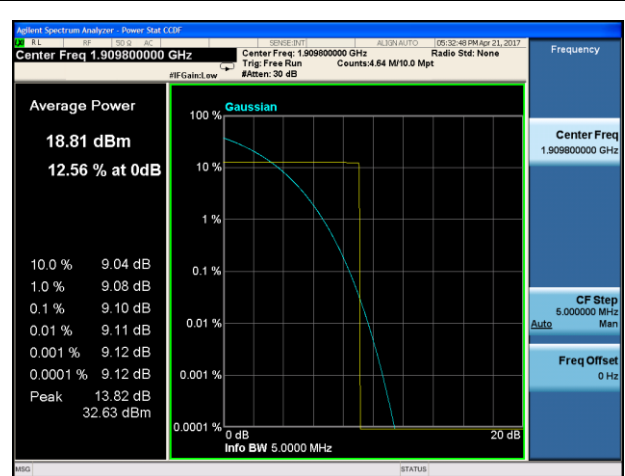 Agilent Spectrum Analyzer - Power Stat CCDF
RL RF 50 Ω AC SENSE:INT ALIGN AUTO 05:32:48 PM Apr 21, 2017
Center Freq 1.909800000 GHz
Center Freq: 1.909800000 GHz Radio Std: None
Trig: Free Run Counts:4.64 M/10.0 Mpt
#IFGain:Low #Atten: 30 dB
Frequency
Average Power
18.81 dBm
12.56 % at 0dB
10.0 % 9.04 dB
1.0 % 9.08 dB
0.1 % 9.10 dB
0.01 % 9.11 dB
0.001 % 9.12 dB
0.0001 % 9.12 dB
Peak 13.82 dB
32.63 dBm
Gaussian
100 %
10 %
1 %
0.1 %
0.01 %
0.001 %
0.0001 %
0 dB 20 dB
Info BW 5.0000 MHz
Center Freq
1.909800000 GHz
CF Step
5.000000 MHz
Auto Man
Freq Offset
0 Hz
MSG STATUS